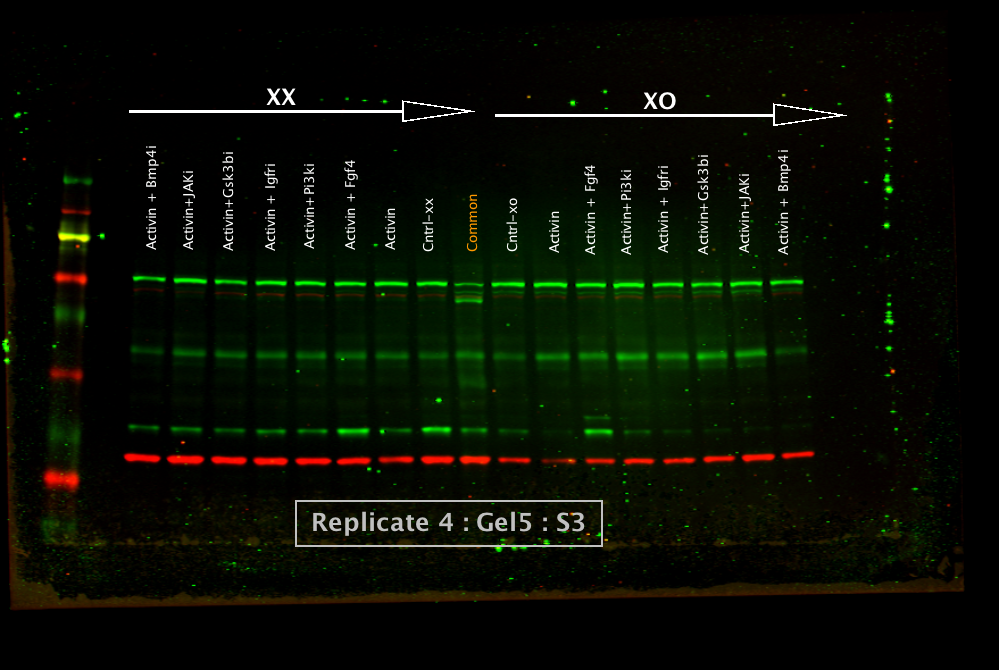 XX
XO
Activin + Bmp4i
Activin+JAKi
Activin+Gsk3bi
Activin + Igfri
Activin+Pi3ki
Activin + Fgf4
Activin
Cntrl-xx
Common
Cntrl-xo
Activin
Activin + Fgf4
Activin+Pi3ki
Activin + Igfri
Activin+Gsk3bi
Activin+JAKi
Activin + Bmp4i
Replicate 4 : Gel5 : S3